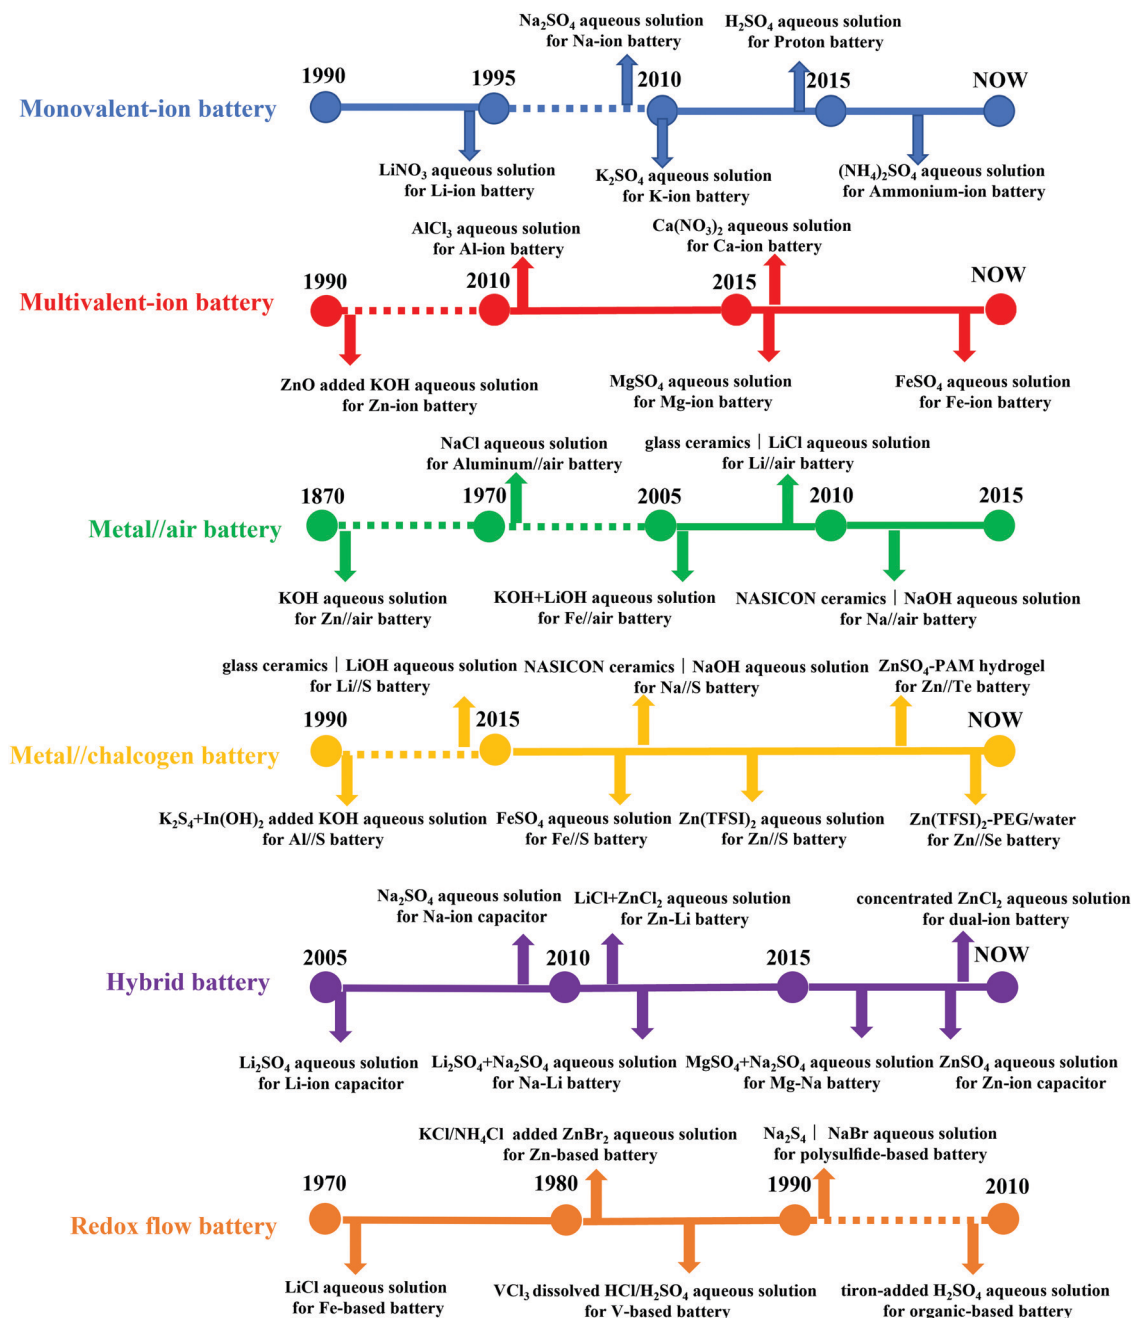 Na₂SO₄ aqueous solution
for Na-ion battery
H₂SO₄ aqueous solution
for Proton battery
1990
1995
2010
2015
NOW
Monovalent-ion battery
LiNO₃ aqueous solution
for Li-ion battery
K₂SO₄ aqueous solution
for K-ion battery
(NH₄)₂SO₄ aqueous solution
for Ammonium-ion battery
AlCl₃ aqueous solution
for Al-ion battery
Ca(NO₃)₂ aqueous solution
for Ca-ion battery
1990
2010
2015
NOW
Multivalent-ion battery
ZnO added KOH aqueous solution
for Zn-ion battery
MgSO₄ aqueous solution
for Mg-ion battery
FeSO₄ aqueous solution
for Fe-ion battery
NaCl aqueous solution
for Aluminum//air battery
glass ceramics | LiCl aqueous solution
for Li//air battery
1870
1970
2005
2010
2015
Metal//air battery
KOH aqueous solution
for Zn//air battery
KOH+LiOH aqueous solution
for Fe//air battery
NASICON ceramics | NaOH aqueous solution
for Na//air battery
glass ceramics | LiOH aqueous solution
for Li//S battery
NASICON ceramics | NaOH aqueous solution
for Na//S battery
ZnSO₄-PAM hydrogel
for Zn//Te battery
1990
2015
NOW
Metal//chalcogen battery
K₂S₄+In(OH)₂ added KOH aqueous solution
for Al//S battery
FeSO₄ aqueous solution
for Fe//S battery
Zn(TFSI)₂ aqueous solution
for Zn//S battery
Zn(TFSI)₂-PEG/water
for Zn//Se battery
Na₂SO₄ aqueous solution
for Na-ion capacitor
LiCl+ZnCl₂ aqueous solution
for Zn-Li battery
concentrated ZnCl₂ aqueous solution
for dual-ion battery
2005
2010
2015
NOW
Hybrid battery
Li₂SO₄ aqueous solution
for Li-ion capacitor
Li₂SO₄+Na₂SO₄ aqueous solution
for Na-Li battery
MgSO₄+Na₂SO₄ aqueous solution
for Mg-Na battery
ZnSO₄ aqueous solution
for Zn-ion capacitor
KCl/NH₄Cl added ZnBr₂ aqueous solution
for Zn-based battery
Na₂S₄ | NaBr aqueous solution
for polysulfide-based battery
1970
1980
1990
2010
Redox flow battery
LiCl aqueous solution
for Fe-based battery
VCl₃ dissolved HCl/H₂SO₄ aqueous solution
for V-based battery
tiron-added H₂SO₄ aqueous solution
for organic-based battery